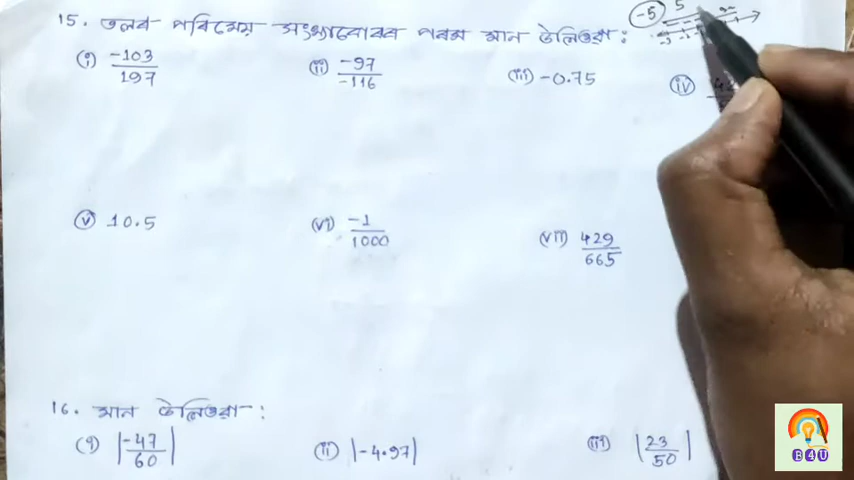 15. তলৰ পৰিমেয় সংখ্যাবোৰৰ পৰম মান উলিওৱা :
-5 5
(i) -103/197 (ii) -97/-116 (iii) -0.75 (iv)
(v) 10.5 (vi) -1/1000 (vii) 429/665
16. মান উলিওৱা :
(i) |-47/60| (ii) |-4.97| (iii) |23/50|
E4U